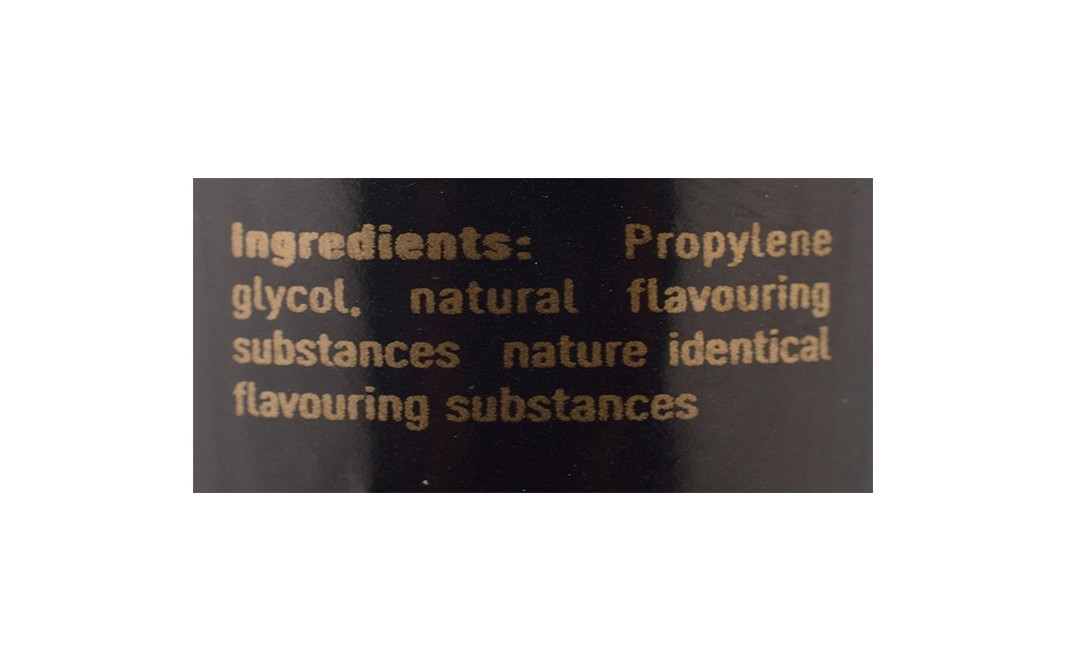 Ingredients: Propylene
glycol, natural flavouring
substances nature identical
flavouring substances